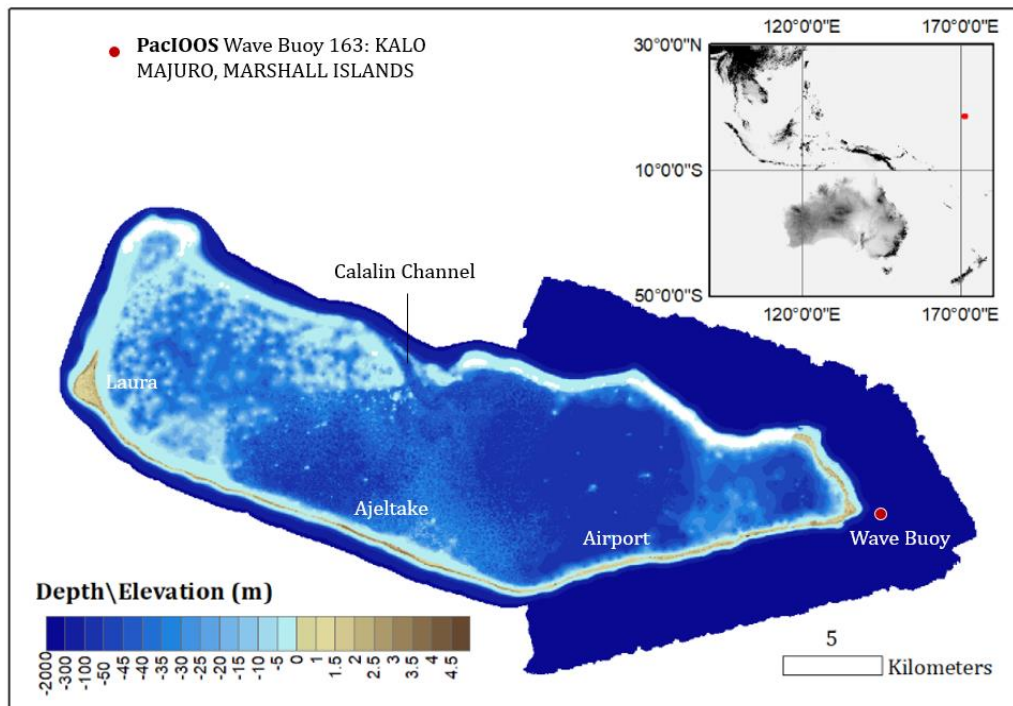 PacIOOS Wave Buoy 163: KALO
MAJURO, MARSHALL ISLANDS
120°0'0"E 170°0'0"E
30°0'0"N
10°0'0"S
50°0'0"S
120°0'0"E 170°0'0"E
Calalin Channel
Laura
Ajeltake
Airport
Wave Buoy
Depth\Elevation (m)
-2000 -300 -100 -50 -45 -40 -35 -30 -25 -20 -15 -10 -5 0 1 1.5 2 2.5 3 3.5 4 4.5
5
Kilometers